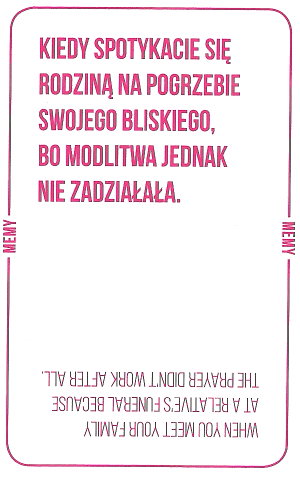 KIEDY SPOTYKACIE SIĘ
RODZINĄ NA POGRZEBIE
SWOJEGO BLISKIEGO,
BO MODLITWA JEDNAK
NIE ZADZIAŁAŁA.
MEMY
MEMY
WHEN YOU MEET YOUR FAMILY
AT A RELATIVE'S FUNERAL BECAUSE
THE PRAYER DIDN'T WORK AFTER ALL.